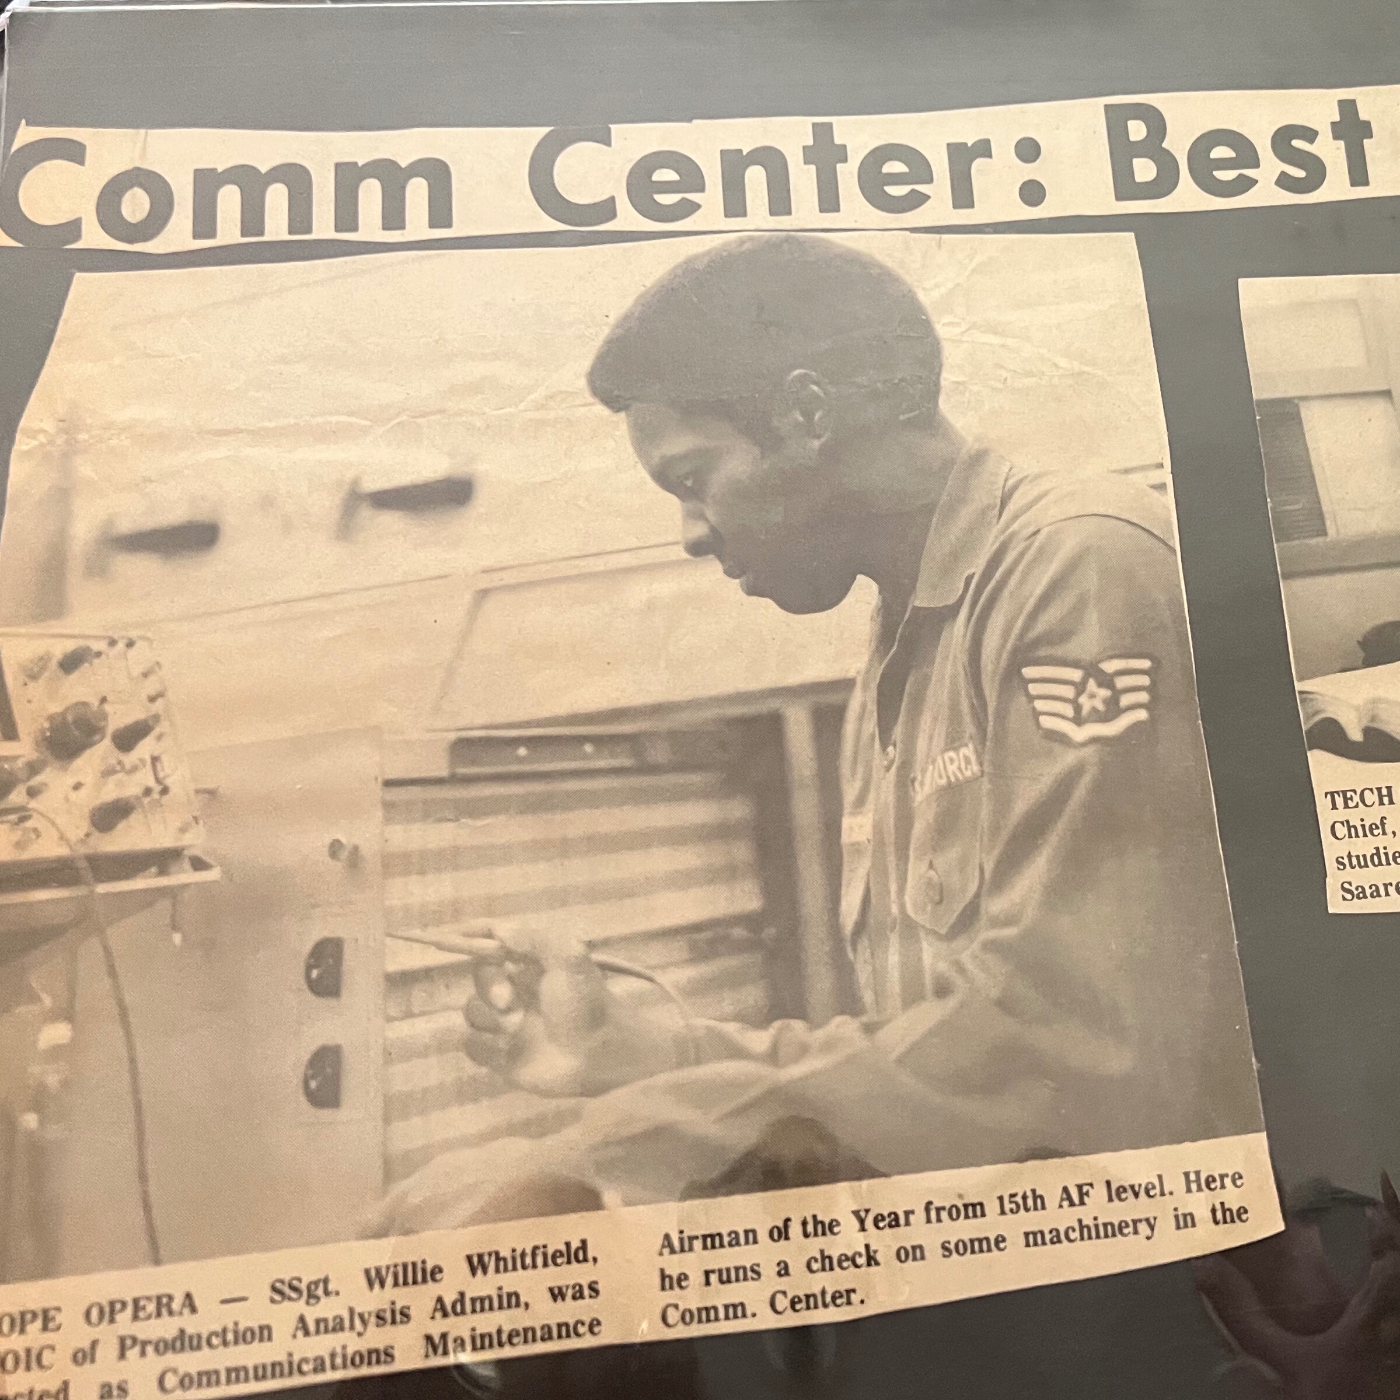 Comm Center: Best
OPE OPERA — SSgt. Willie Whitfield,
OIC of Production Analysis Admin, was
as Communications Maintenance
Airman of the Year from 15th AF level. Here
he runs a check on some machinery in the
Comm. Center.
TECH
Chief,
studie
Saare